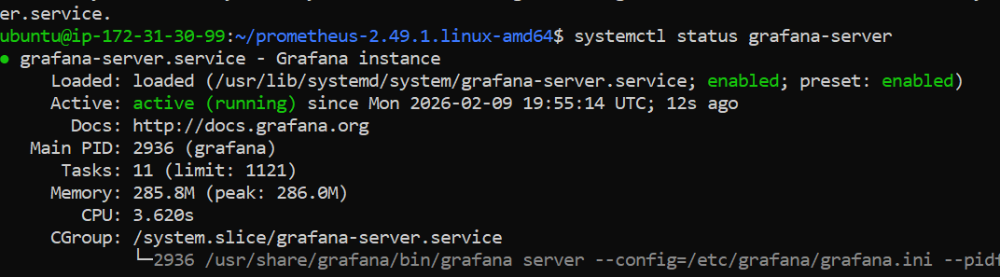 er.service.
ubuntu@ip-172-31-30-99:~/prometheus-2.49.1.linux-amd64$ systemctl status grafana-server
● grafana-server.service - Grafana instance
Loaded: loaded (/usr/lib/systemd/system/grafana-server.service; enabled; preset: enabled)
Active: active (running) since Mon 2026-02-09 19:55:14 UTC; 12s ago
Docs: http://docs.grafana.org
Main PID: 2936 (grafana)
Tasks: 11 (limit: 1121)
Memory: 285.8M (peak: 286.0M)
CPU: 3.620s
CGroup: /system.slice/grafana-server.service
└─2936 /usr/share/grafana/bin/grafana server --config=/etc/grafana/grafana.ini --pidf